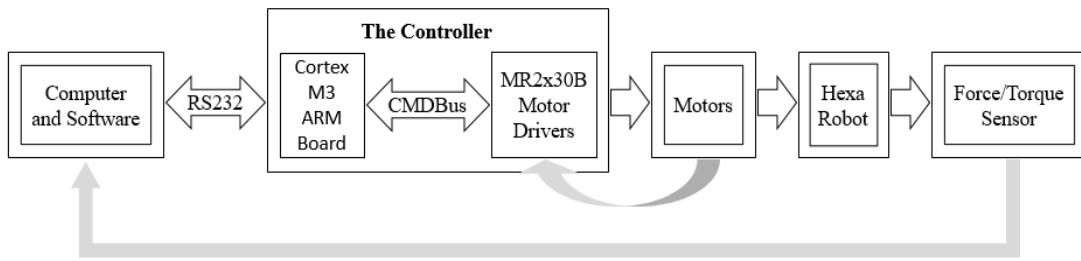 The Controller
Computer
and Software
RS232
Cortex
M3
ARM
Board
CMDBus
MR2x30B
Motor
Drivers
Motors
Hexa
Robot
Force/Torque
Sensor